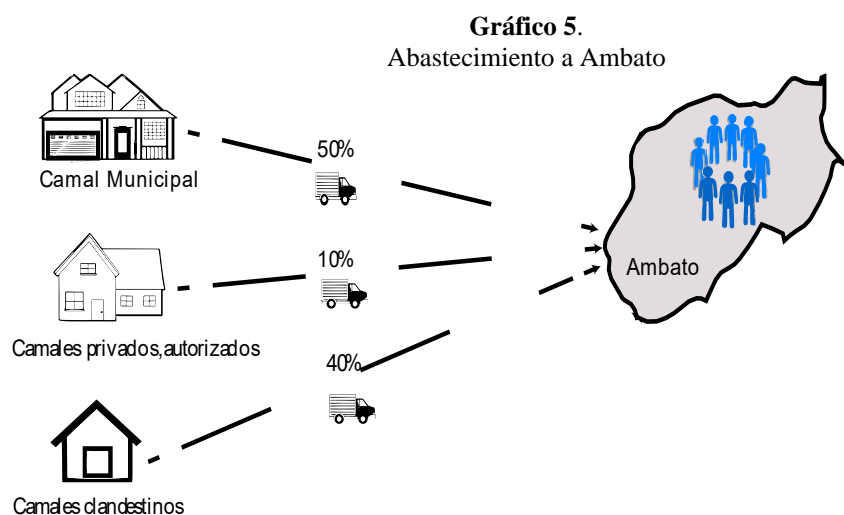 Gráfico 5.
Abastecimiento a Ambato
50%
Camal Municipal
10%
Ambato
Camales privados,autorizados
40%
Camales clandestinos